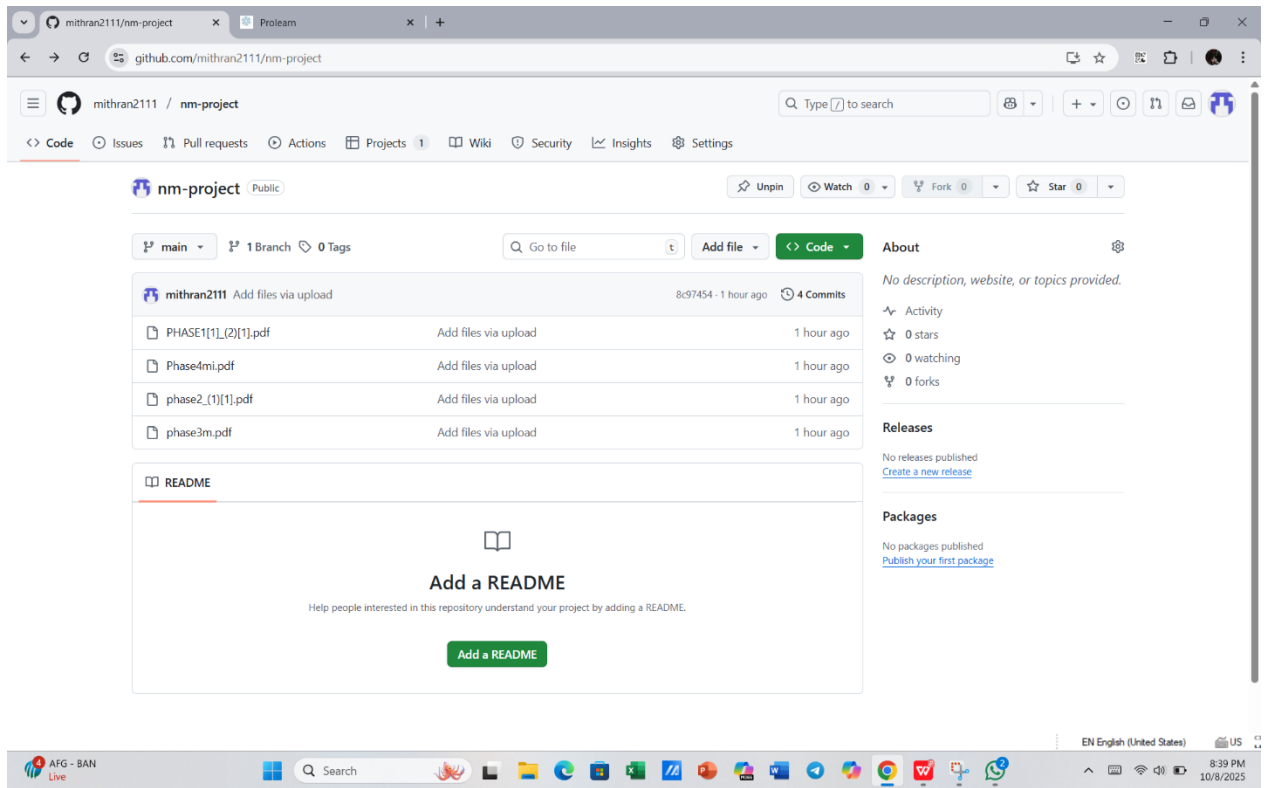 mithran2111/nm-project
Prolearn
github.com/mithran2111/nm-project
mithran2111 / nm-project
Type / to search
<> Code Issues Pull requests Actions Projects 1 Wiki Security Insights Settings
nm-project Public
Unpin Watch 0 Fork 0 Star 0
main 1 Branch 0 Tags Go to file t Add file <> Code
mithran2111 Add files via upload 8c97454 · 1 hour ago 4 Commits
PHASE1[1]_(2)[1].pdf Add files via upload 1 hour ago
Phase4mi.pdf Add files via upload 1 hour ago
phase2_(1)[1].pdf Add files via upload 1 hour ago
phase3m.pdf Add files via upload 1 hour ago
README
Add a README
Help people interested in this repository understand your project by adding a README.
Add a README
About
No description, website, or topics provided.
Activity
0 stars
0 watching
0 forks
Releases
No releases published
Create a new release
Packages
No packages published
Publish your first package
EN English (United States) US
4 AFG - BAN
Live
Search
8:39 PM
10/8/2025